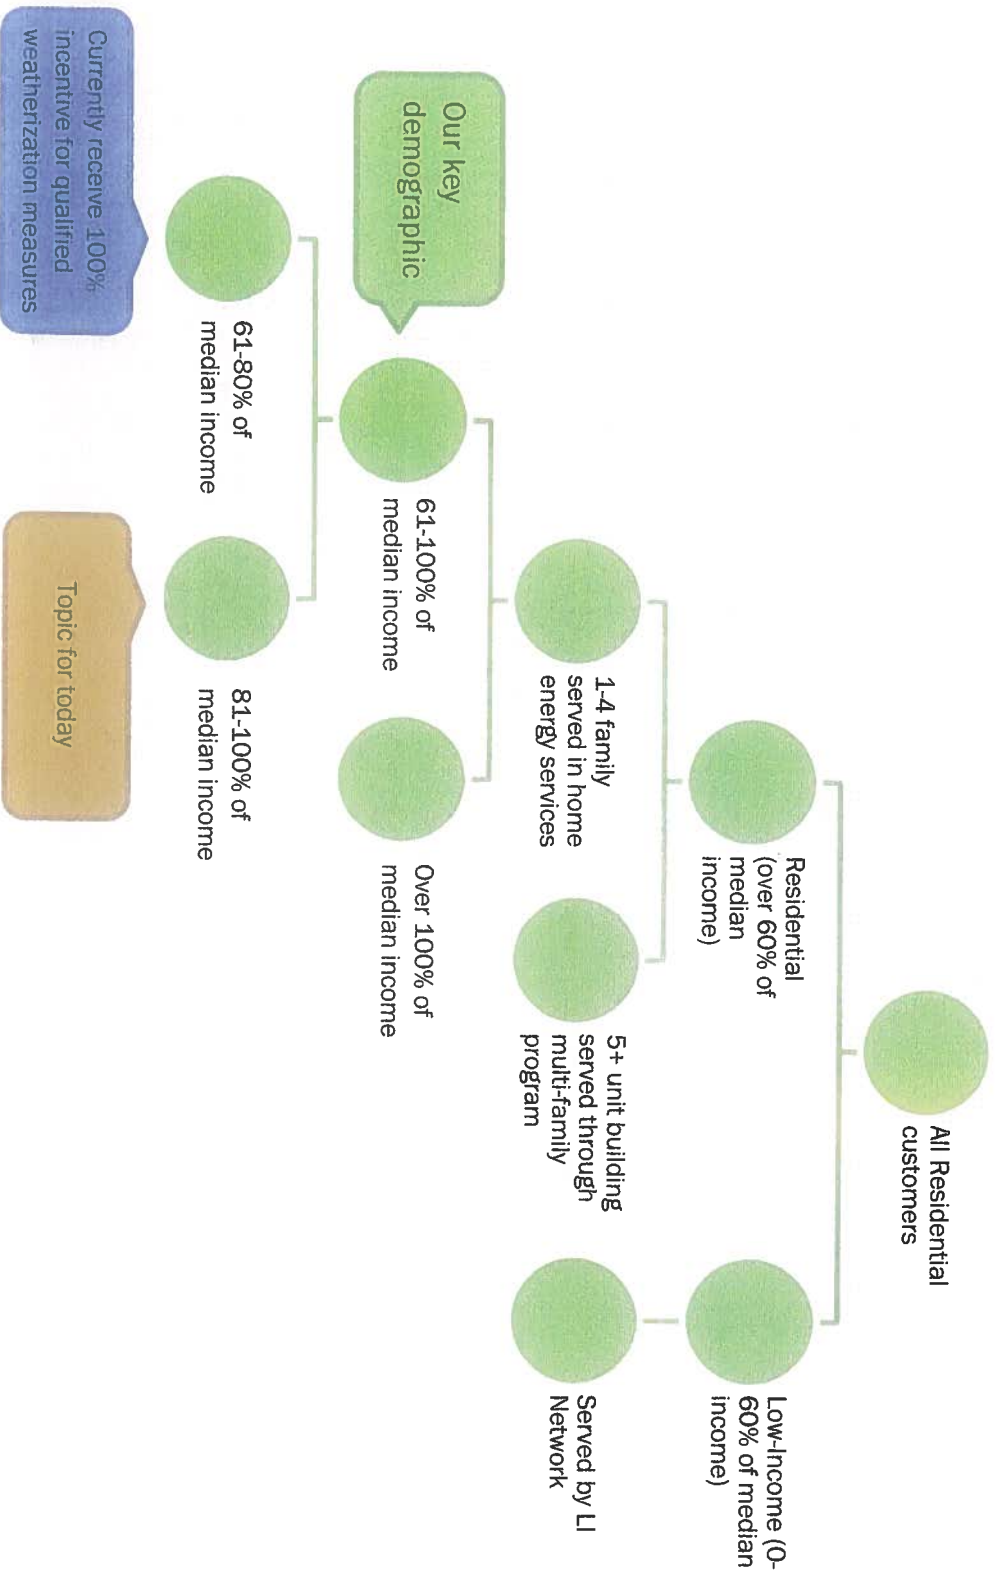 All Residential
customers
Residential
(over 60% of
median
income)
Low-Income (0-
60% of median
income)
1-4 family
served in home
energy services
5+ unit building
served through
multi-family
program
Served by LI
Network
Our key
demographic
61-100% of
median income
Over 100% of
median income
61-80% of
median income
81-100% of
median income
Currently receive 100%
incentive for qualified
weatherization measures
Topic for today